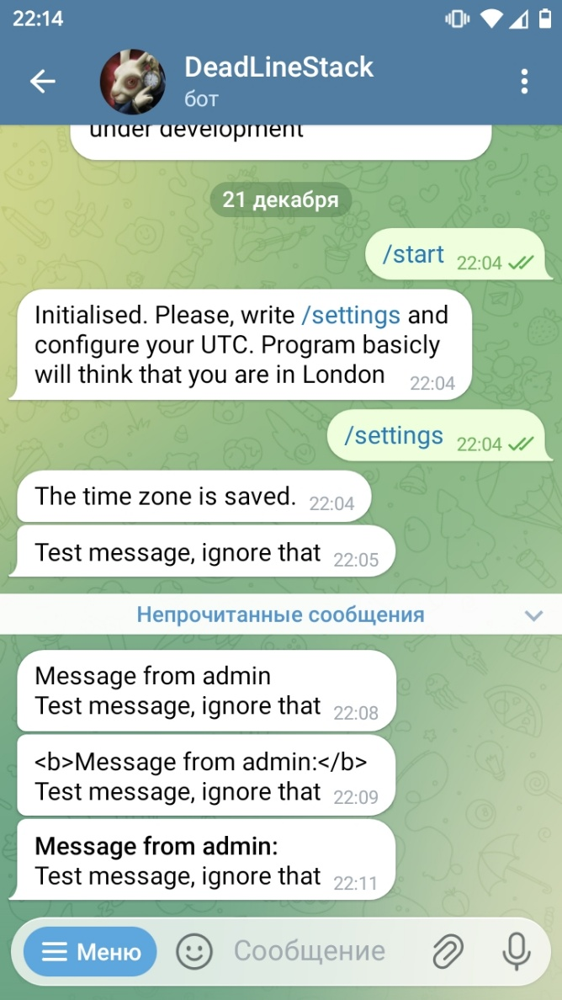 22:14
DeadLineStack
бот
under development
21 декабря
/start 22:04
Initialised. Please, write /settings and
configure your UTC. Program basicly
will think that you are in London 22:04
/settings 22:04
The time zone is saved. 22:04
Test message, ignore that 22:05
Непрочитанные сообщения
Message from admin
Test message, ignore that 22:08
<b>Message from admin:</b>
Test message, ignore that 22:09
Message from admin:
Test message, ignore that 22:11
Меню Сообщение